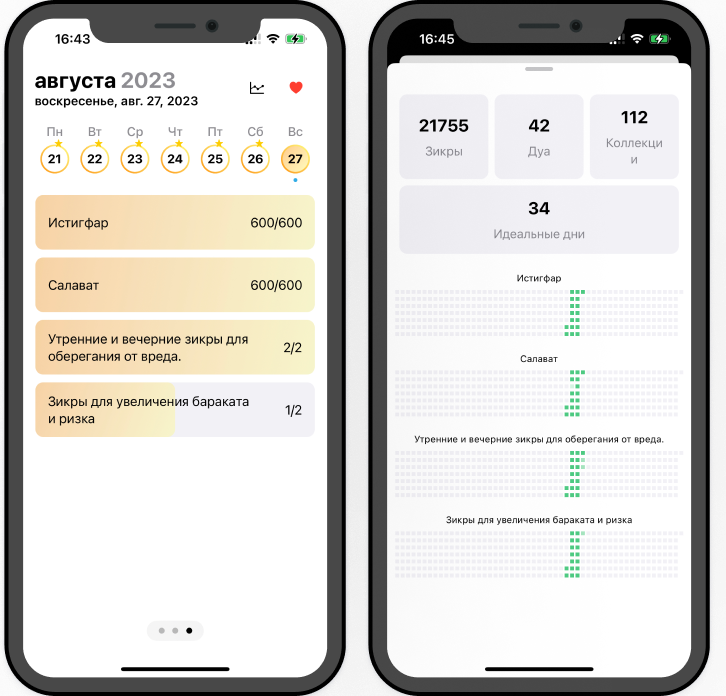 16:43
августа 2023
воскресенье, авг. 27, 2023
Пн Вт Ср Чт Пт Сб Вс
21 22 23 24 25 26 27
Истигфар 600/600
Салават 600/600
Утренние и вечерние зикры для
оберегания от вреда. 2/2
Зикры для увеличения бараката
и ризка 1/2
16:45
21755 42 112
Зикры Дуа Коллекци
и
34
Идеальные дни
Истигфар
Салават
Утренние и вечерние зикры для оберегания от вреда.
Зикры для увеличения бараката и ризка